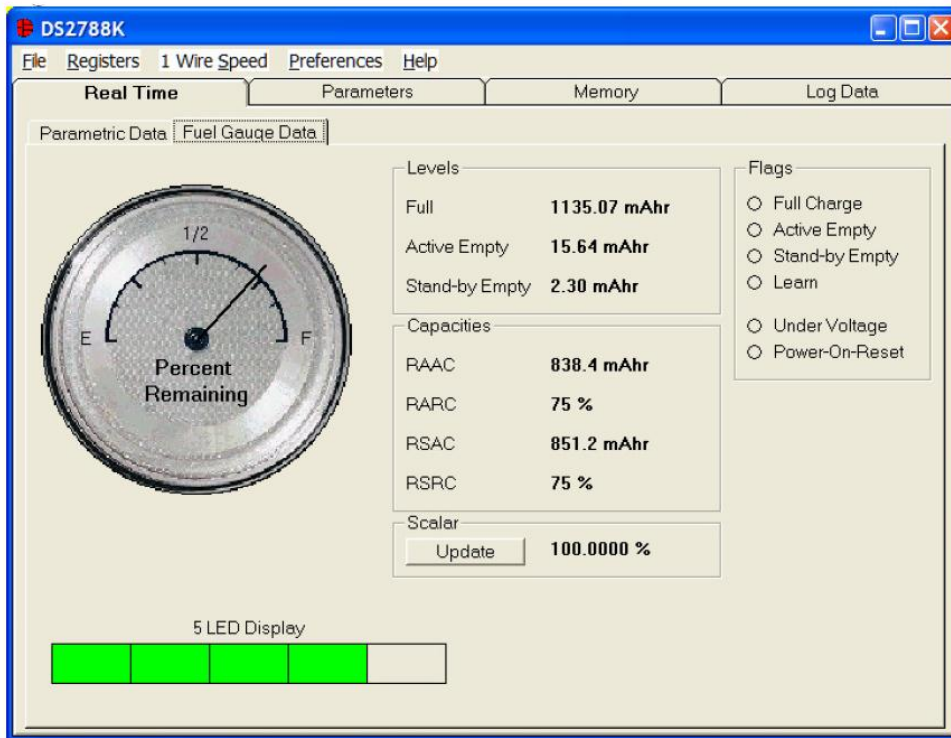 DS2788K
File Registers 1 Wire Speed Preferences Help
Real Time Parameters Memory Log Data
Parametric Data Fuel Gauge Data
1/2
E F
Percent
Remaining
Levels
Full 1135.07 mAhr
Active Empty 15.64 mAhr
Stand-by Empty 2.30 mAhr
Capacities
RAAC 838.4 mAhr
RARC 75 %
RSAC 851.2 mAhr
RSRC 75 %
Scalar
Update 100.0000 %
Flags
Full Charge
Active Empty
Stand-by Empty
Learn
Under Voltage
Power-On-Reset
5 LED Display